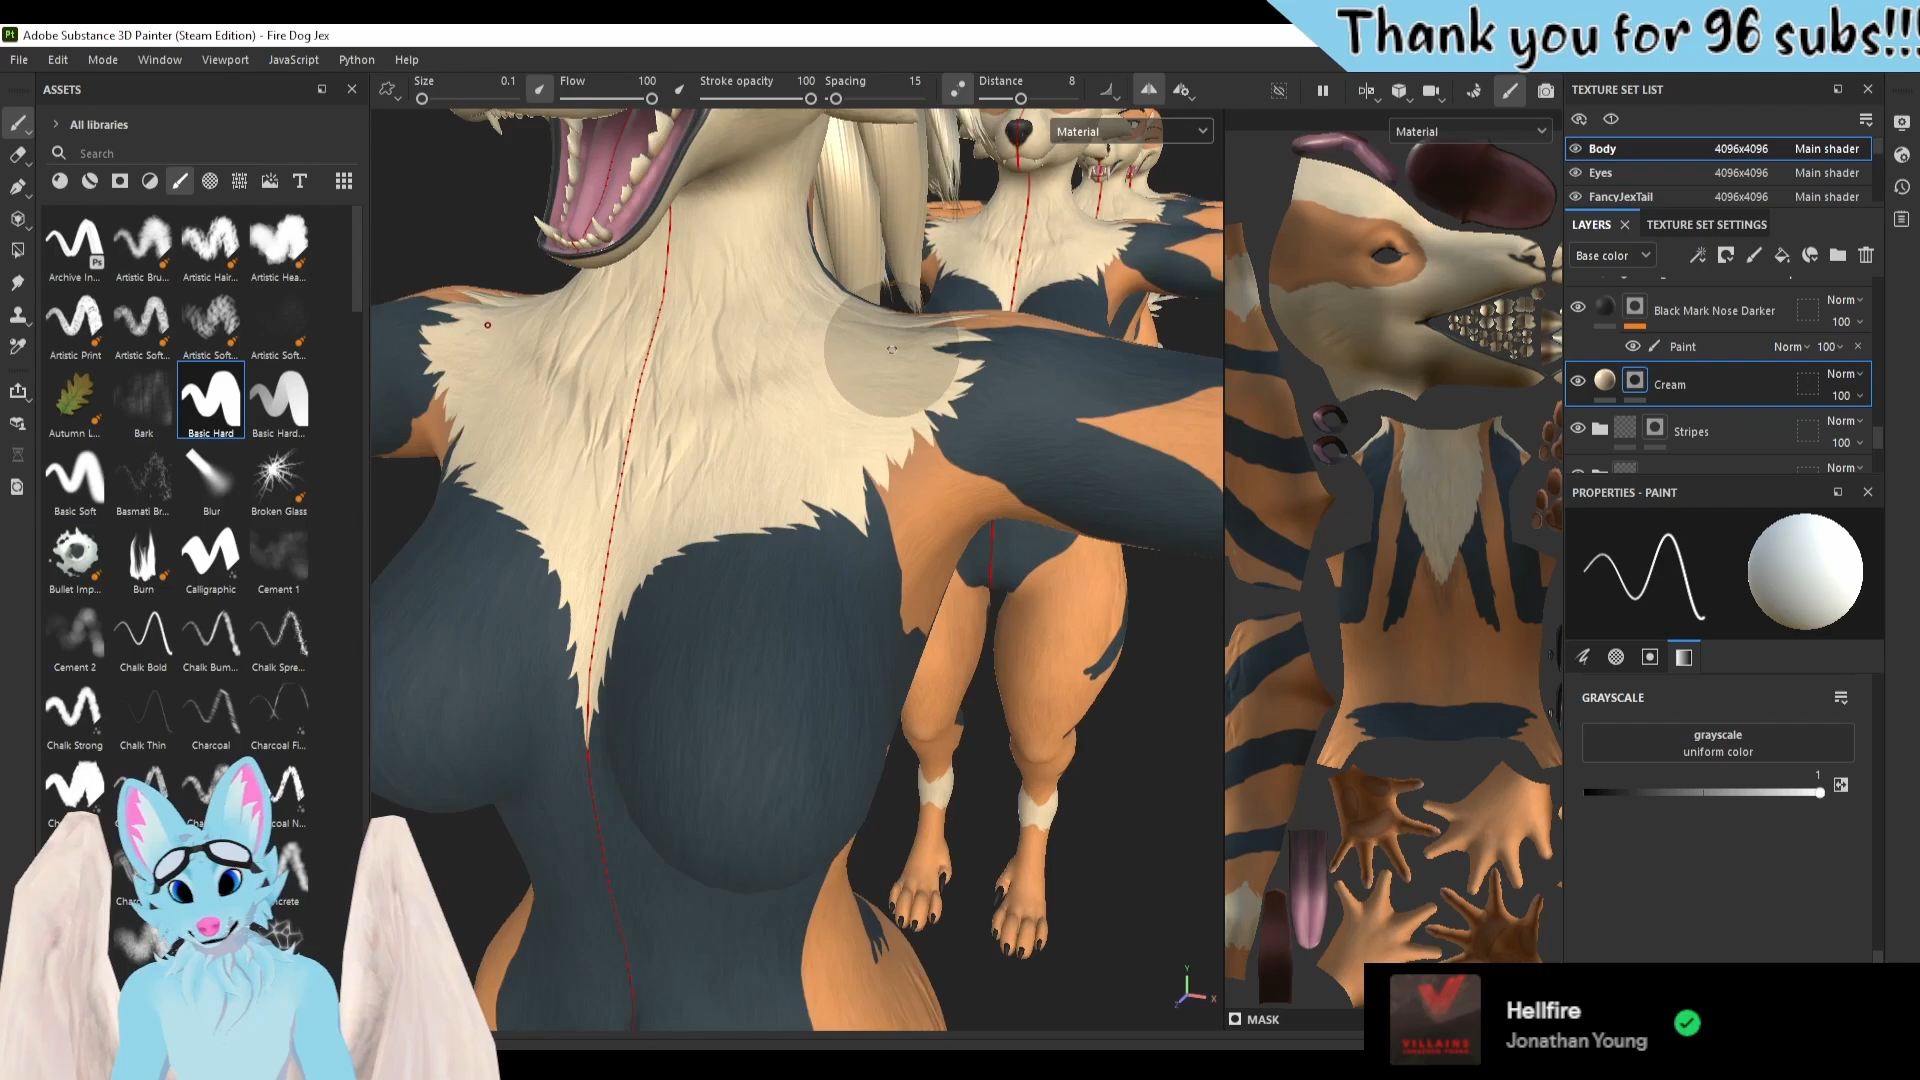 Thank you for 96 subs!!!
Adobe Substance 3D Painter (Steam Edition) - Fire Dog Jex
File Edit Mode Window Viewport JavaScript Python Help
ASSETS
Size 0.1 Flow 100 Stroke opacity 100 Spacing 15 Distance 8
TEXTURE SET LIST
All libraries
Search
Material
Material
Body 4096x4096 Main shader
Eyes 4096x4096 Main shader
FancyJexTail 4096x4096 Main shader
LAYERS TEXTURE SET SETTINGS
Base color
Archive In... Artistic Bru... Artistic Hair... Artistic Hea...
Artistic Print Artistic Soft... Artistic Soft... Artistic Soft...
Autumn L... Bark Basic Hard Basic Hard...
Basic Soft Basmati Br... Blur Broken Glass
Bullet Imp... Burn Calligraphic Cement 1
Cement 2 Chalk Bold Chalk Bum... Chalk Spre...
Chalk Strong Chalk Thin Charcoal Charcoal Fi...
Norm
Black Mark Nose Darker
100
Paint Norm 100
Norm
Cream
100
Norm
Stripes
100
Norm
PROPERTIES - PAINT
GRAYSCALE
grayscale
uniform color
1
MASK
Y
X
Z
VILLAINS
JONATHAN YOUNG
Hellfire
Jonathan Young